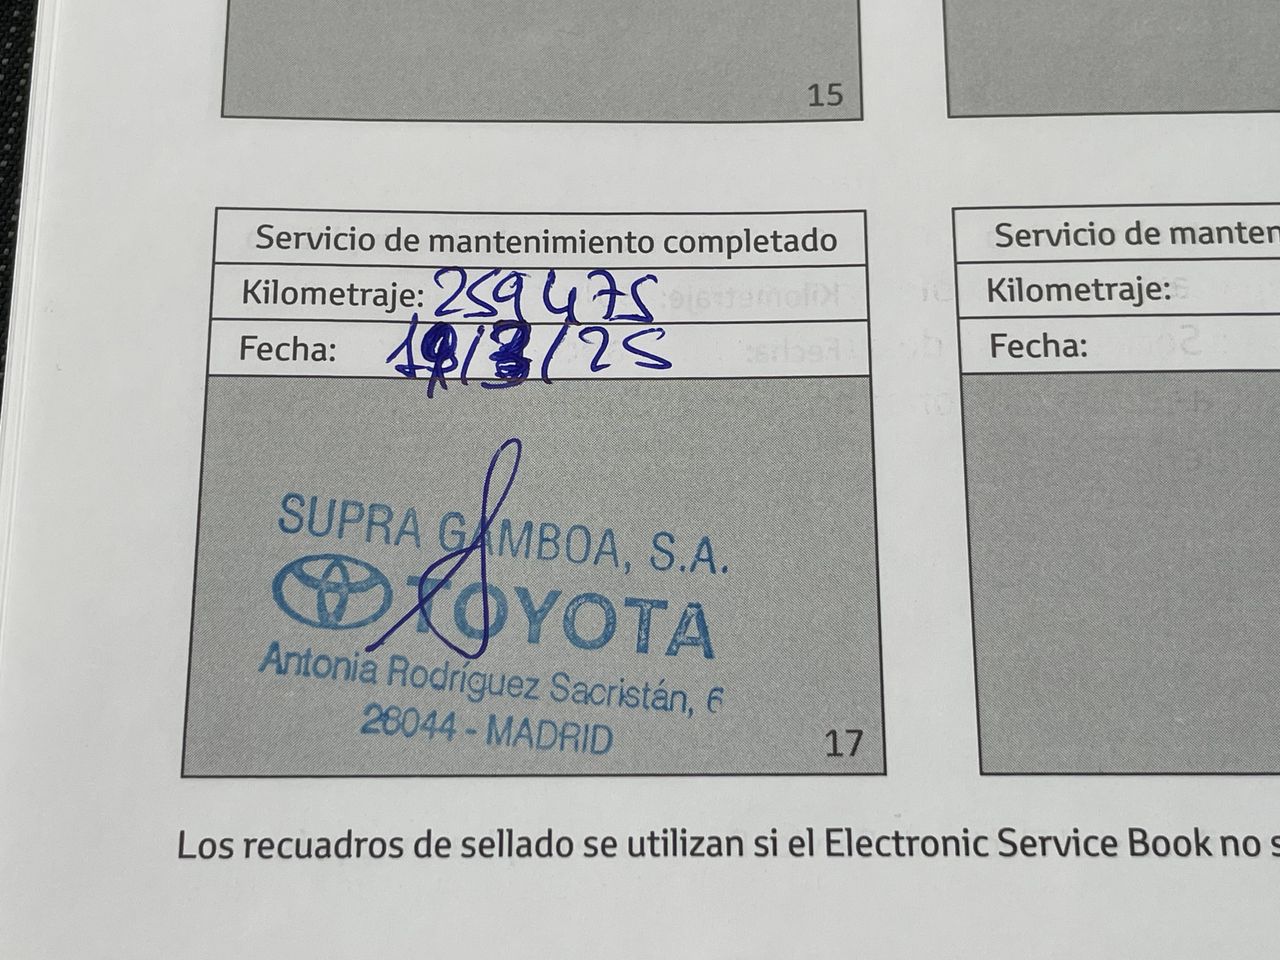 15
Servicio de mantenimiento completado
Kilometraje: 259475
Fecha: /25
SUPRA GAMBOA, S.A.
TOYOTA
Antonia Rodríguez Sacristán, 6
28044 - MADRID
17
Servicio de manten
Kilometraje:
Fecha:
Los recuadros de sellado se utilizan si el Electronic Service Book no s